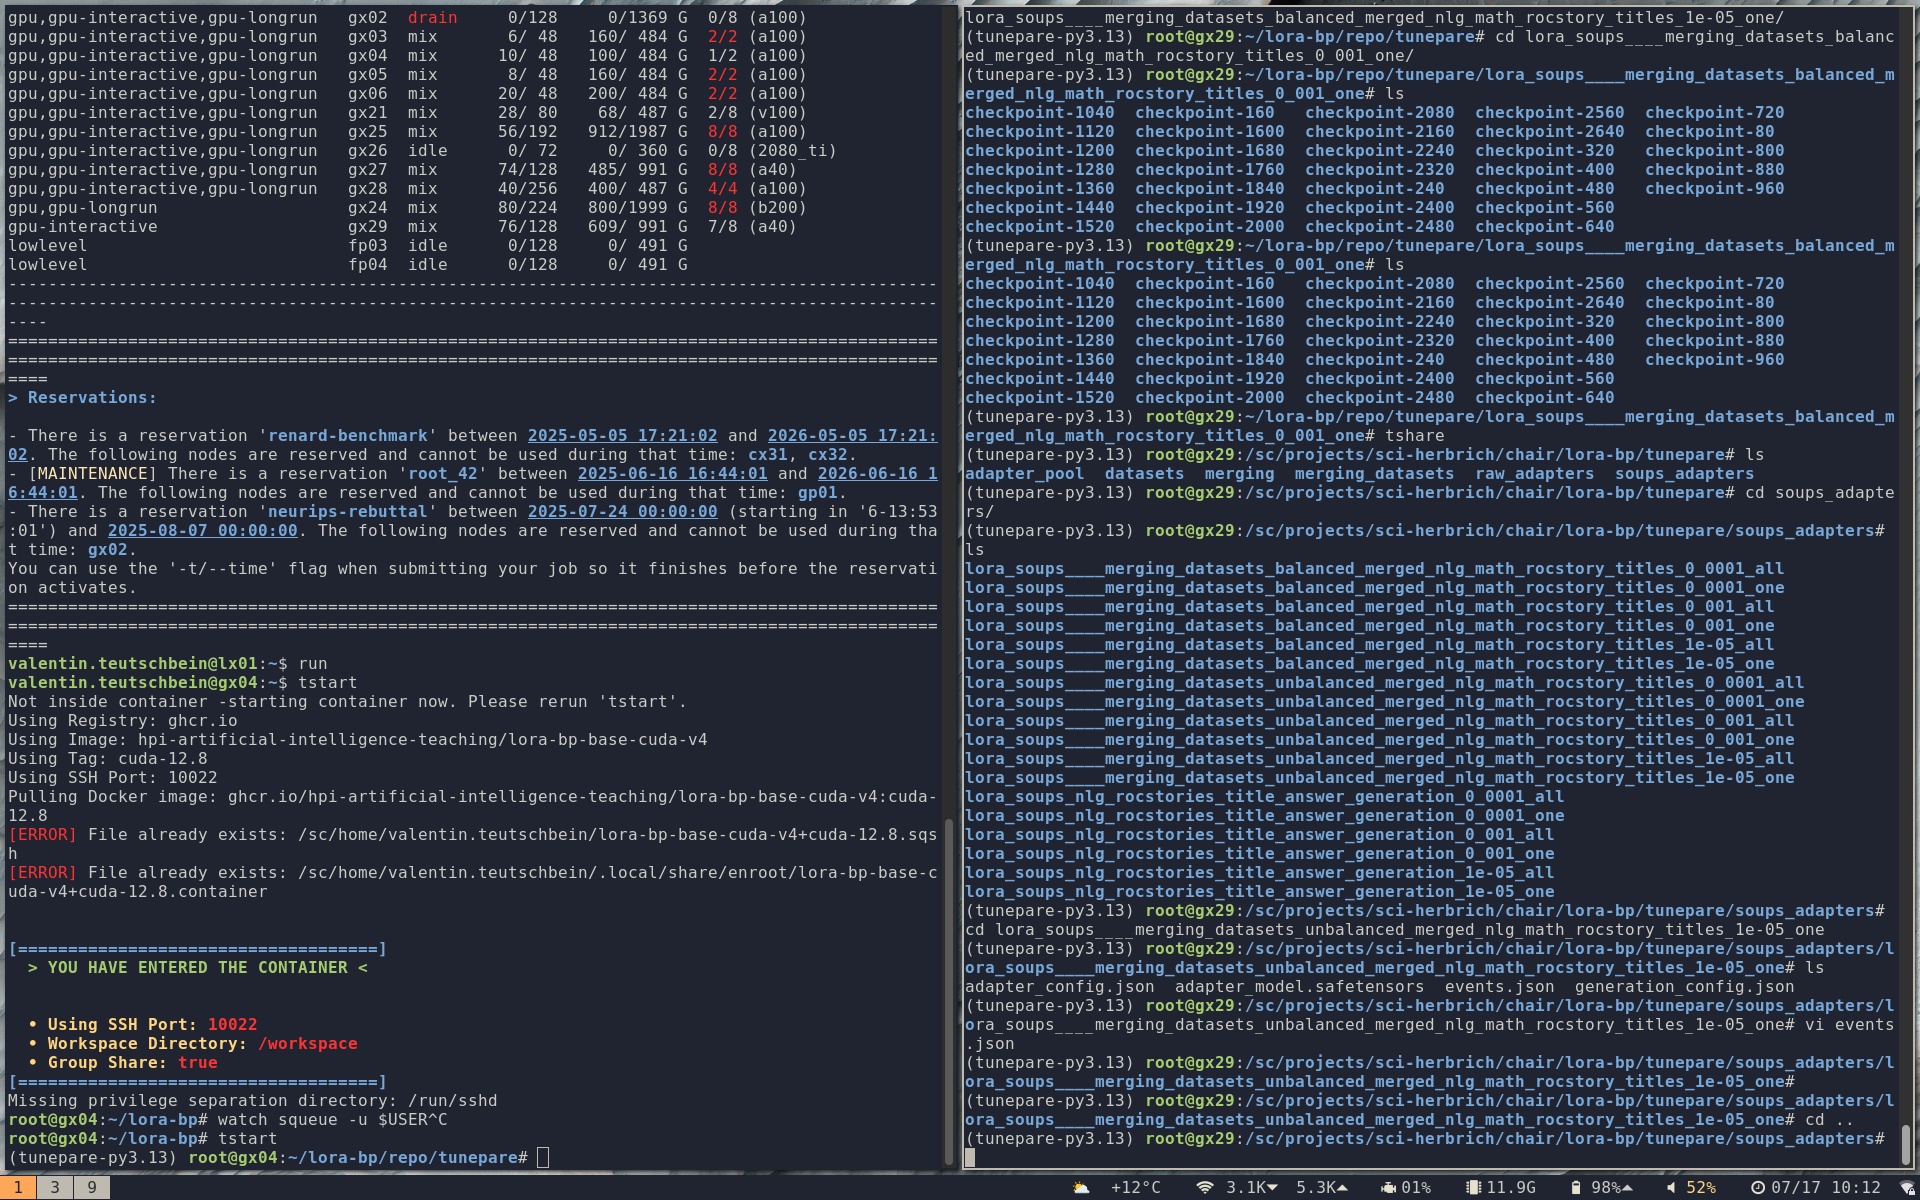 gpu,gpu-interactive,gpu-longrun   gx02  drain     0/128     0/1369 G  0/8 (a100)
gpu,gpu-interactive,gpu-longrun   gx03  mix       6/ 48   160/ 484 G  2/2 (a100)
gpu,gpu-interactive,gpu-longrun   gx04  mix      10/ 48   100/ 484 G  1/2 (a100)
gpu,gpu-interactive,gpu-longrun   gx05  mix       8/ 48   160/ 484 G  2/2 (a100)
gpu,gpu-interactive,gpu-longrun   gx06  mix      20/ 48   200/ 484 G  2/2 (a100)
gpu,gpu-interactive,gpu-longrun   gx21  mix      28/ 80    68/ 487 G  2/8 (v100)
gpu,gpu-interactive,gpu-longrun   gx25  mix      56/192   912/1987 G  8/8 (a100)
gpu,gpu-interactive,gpu-longrun   gx26  idle      0/ 72     0/ 360 G  0/8 (2080_ti)
gpu,gpu-interactive,gpu-longrun   gx27  mix      74/128   485/ 991 G  8/8 (a40)
gpu,gpu-interactive,gpu-longrun   gx28  mix      40/256   400/ 487 G  4/4 (a100)
gpu,gpu-longrun                   gx24  mix      80/224   800/1999 G  8/8 (b200)
gpu-interactive                   gx29  mix      76/128   609/ 991 G  7/8 (a40)
lowlevel                          fp03  idle      0/128     0/ 491 G
lowlevel                          fp04  idle      0/128     0/ 491 G
---------------------------------------------------------------------------------------------
---------------------------------------------------------------------------------------------
----
=============================================================================================
=============================================================================================
====
> Reservations:
- There is a reservation 'renard-benchmark' between 2025-05-05 17:21:02 and 2026-05-05 17:21:
02. The following nodes are reserved and cannot be used during that time: cx31, cx32.
- [MAINTENANCE] There is a reservation 'root_42' between 2025-06-16 16:44:01 and 2026-06-16 1
6:44:01. The following nodes are reserved and cannot be used during that time: gp01.
- There is a reservation 'neurips-rebuttal' between 2025-07-24 00:00:00 (starting in '6-13:53
:01') and 2025-08-07 00:00:00. The following nodes are reserved and cannot be used during tha
t time: gx02.
You can use the '-t/--time' flag when submitting your job so it finishes before the reservati
on activates.
=============================================================================================
=============================================================================================
====
valentin.teutschbein@lx01:~$ run
valentin.teutschbein@gx04:~$ tstart
Not inside container -starting container now. Please rerun 'tstart'.
Using Registry: ghcr.io
Using Image: hpi-artificial-intelligence-teaching/lora-bp-base-cuda-v4
Using Tag: cuda-12.8
Using SSH Port: 10022
Pulling Docker image: ghcr.io/hpi-artificial-intelligence-teaching/lora-bp-base-cuda-v4:cuda-
12.8
[ERROR] File already exists: /sc/home/valentin.teutschbein/lora-bp-base-cuda-v4+cuda-12.8.sqs
h
[ERROR] File already exists: /sc/home/valentin.teutschbein/.local/share/enroot/lora-bp-base-c
uda-v4+cuda-12.8.container
[====================================]
> YOU HAVE ENTERED THE CONTAINER <
• Using SSH Port: 10022
• Workspace Directory: /workspace
• Group Share: true
[====================================]
Missing privilege separation directory: /run/sshd
root@gx04:~/lora-bp# watch squeue -u $USER^C
root@gx04:~/lora-bp# tstart
(tunepare-py3.13) root@gx04:~/lora-bp/repo/tunepare#
lora_soups____merging_datasets_balanced_merged_nlg_math_rocstory_titles_1e-05_one/
(tunepare-py3.13) root@gx29:~/lora-bp/repo/tunepare# cd lora_soups____merging_datasets_balanc
ed_merged_nlg_math_rocstory_titles_0_001_one/
(tunepare-py3.13) root@gx29:~/lora-bp/repo/tunepare/lora_soups____merging_datasets_balanced_m
erged_nlg_math_rocstory_titles_0_001_one# ls
checkpoint-1040  checkpoint-160   checkpoint-2080  checkpoint-2560  checkpoint-720
checkpoint-1120  checkpoint-1600  checkpoint-2160  checkpoint-2640  checkpoint-80
checkpoint-1200  checkpoint-1680  checkpoint-2240  checkpoint-320   checkpoint-800
checkpoint-1280  checkpoint-1760  checkpoint-2320  checkpoint-400   checkpoint-880
checkpoint-1360  checkpoint-1840  checkpoint-240   checkpoint-480   checkpoint-960
checkpoint-1440  checkpoint-1920  checkpoint-2400  checkpoint-560
checkpoint-1520  checkpoint-2000  checkpoint-2480  checkpoint-640
(tunepare-py3.13) root@gx29:~/lora-bp/repo/tunepare/lora_soups____merging_datasets_balanced_m
erged_nlg_math_rocstory_titles_0_001_one# ls
checkpoint-1040  checkpoint-160   checkpoint-2080  checkpoint-2560  checkpoint-720
checkpoint-1120  checkpoint-1600  checkpoint-2160  checkpoint-2640  checkpoint-80
checkpoint-1200  checkpoint-1680  checkpoint-2240  checkpoint-320   checkpoint-800
checkpoint-1280  checkpoint-1760  checkpoint-2320  checkpoint-400   checkpoint-880
checkpoint-1360  checkpoint-1840  checkpoint-240   checkpoint-480   checkpoint-960
checkpoint-1440  checkpoint-1920  checkpoint-2400  checkpoint-560
checkpoint-1520  checkpoint-2000  checkpoint-2480  checkpoint-640
(tunepare-py3.13) root@gx29:~/lora-bp/repo/tunepare/lora_soups____merging_datasets_balanced_m
erged_nlg_math_rocstory_titles_0_001_one# tshare
(tunepare-py3.13) root@gx29:/sc/projects/sci-herbrich/chair/lora-bp/tunepare# ls
adapter_pool  datasets  merging  merging_datasets  raw_adapters  soups_adapters
(tunepare-py3.13) root@gx29:/sc/projects/sci-herbrich/chair/lora-bp/tunepare# cd soups_adapte
rs/
(tunepare-py3.13) root@gx29:/sc/projects/sci-herbrich/chair/lora-bp/tunepare/soups_adapters#
ls
lora_soups____merging_datasets_balanced_merged_nlg_math_rocstory_titles_0_0001_all
lora_soups____merging_datasets_balanced_merged_nlg_math_rocstory_titles_0_0001_one
lora_soups____merging_datasets_balanced_merged_nlg_math_rocstory_titles_0_001_all
lora_soups____merging_datasets_balanced_merged_nlg_math_rocstory_titles_0_001_one
lora_soups____merging_datasets_balanced_merged_nlg_math_rocstory_titles_1e-05_all
lora_soups____merging_datasets_balanced_merged_nlg_math_rocstory_titles_1e-05_one
lora_soups____merging_datasets_unbalanced_merged_nlg_math_rocstory_titles_0_0001_all
lora_soups____merging_datasets_unbalanced_merged_nlg_math_rocstory_titles_0_0001_one
lora_soups____merging_datasets_unbalanced_merged_nlg_math_rocstory_titles_0_001_all
lora_soups____merging_datasets_unbalanced_merged_nlg_math_rocstory_titles_0_001_one
lora_soups____merging_datasets_unbalanced_merged_nlg_math_rocstory_titles_1e-05_all
lora_soups____merging_datasets_unbalanced_merged_nlg_math_rocstory_titles_1e-05_one
lora_soups_nlg_rocstories_title_answer_generation_0_0001_all
lora_soups_nlg_rocstories_title_answer_generation_0_0001_one
lora_soups_nlg_rocstories_title_answer_generation_0_001_all
lora_soups_nlg_rocstories_title_answer_generation_0_001_one
lora_soups_nlg_rocstories_title_answer_generation_1e-05_all
lora_soups_nlg_rocstories_title_answer_generation_1e-05_one
(tunepare-py3.13) root@gx29:/sc/projects/sci-herbrich/chair/lora-bp/tunepare/soups_adapters#
cd lora_soups____merging_datasets_unbalanced_merged_nlg_math_rocstory_titles_1e-05_one
(tunepare-py3.13) root@gx29:/sc/projects/sci-herbrich/chair/lora-bp/tunepare/soups_adapters/l
ora_soups____merging_datasets_unbalanced_merged_nlg_math_rocstory_titles_1e-05_one# ls
adapter_config.json  adapter_model.safetensors  events.json  generation_config.json
(tunepare-py3.13) root@gx29:/sc/projects/sci-herbrich/chair/lora-bp/tunepare/soups_adapters/l
ora_soups____merging_datasets_unbalanced_merged_nlg_math_rocstory_titles_1e-05_one# vi events
.json
(tunepare-py3.13) root@gx29:/sc/projects/sci-herbrich/chair/lora-bp/tunepare/soups_adapters/l
ora_soups____merging_datasets_unbalanced_merged_nlg_math_rocstory_titles_1e-05_one#
(tunepare-py3.13) root@gx29:/sc/projects/sci-herbrich/chair/lora-bp/tunepare/soups_adapters/l
ora_soups____merging_datasets_unbalanced_merged_nlg_math_rocstory_titles_1e-05_one# cd ..
(tunepare-py3.13) root@gx29:/sc/projects/sci-herbrich/chair/lora-bp/tunepare/soups_adapters#
1 3 9 +12°C 3.1K 5.3K 01% 11.9G 98% 52% 07/17 10:12